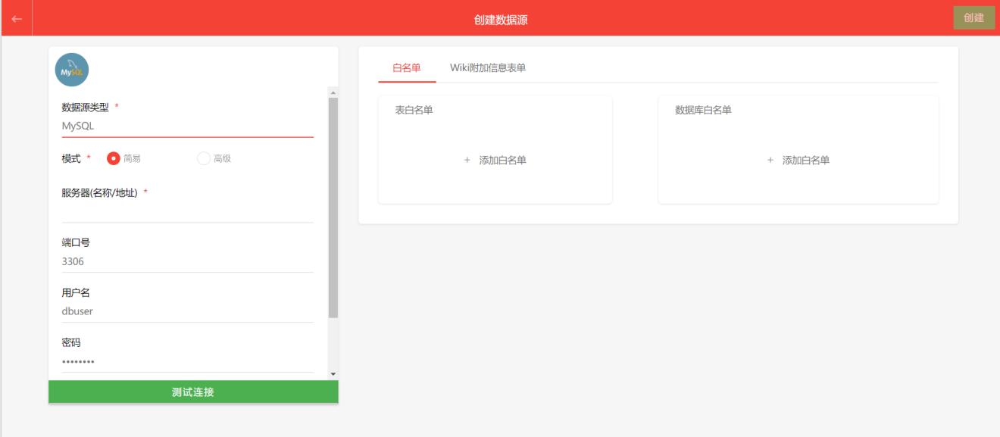 创建数据源
创建
MySQL
数据源类型 *
MySQL
模式 * 简易 高级
服务器(名称/地址) *
端口号
3306
用户名
dbuser
密码
••••••••
测试连接
白名单 Wiki附加信息表单
表白名单
+ 添加白名单
数据库白名单
+ 添加白名单